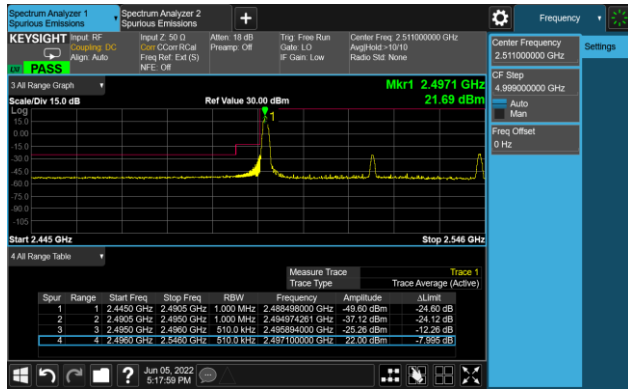 Spectrum Analyzer 1
Spurious Emissions
Spectrum Analyzer 2
Spurious Emissions
+
Frequency
KEYSIGHT
Input: RF
Coupling: DC
Align: Auto
Input Z: 50 Ω
Corr CCorr RCal
Freq Ref: Ext (S)
NFE: Off
Atten: 18 dB
Preamp: Off
Trig: Free Run
Gate: LO
IF Gain: Low
Center Freq: 2.511000000 GHz
Avg|Hold:>10/10
Radio Std: None
PASS
Center Frequency
2.511000000 GHz
Settings
CF Step
4.999000000 GHz
Auto
Man
Freq Offset
0 Hz
3 All Range Graph
Mkr1 2.4971 GHz
21.69 dBm
Scale/Div 15.0 dB
Ref Value 30.00 dBm
Log
15.0
0.00
-15.0
-30.0
-45.0
-60.0
-75.0
-90.0
-105
1
Start 2.445 GHz
Stop 2.546 GHz
4 All Range Table
Measure Trace Trace 1
Trace Type Trace Average (Active)
Spur Range Start Freq Stop Freq RBW Frequency Amplitude ΔLimit
1 1 2.4450 GHz 2.4905 GHz 1.000 MHz 2.488498000 GHz -49.60 dBm -24.60 dB
2 2 2.4905 GHz 2.4950 GHz 1.000 MHz 2.494974261 GHz -37.12 dBm -24.12 dB
3 3 2.4950 GHz 2.4960 GHz 510.0 kHz 2.495894000 GHz -25.26 dBm -12.26 dB
4 4 2.4960 GHz 2.5460 GHz 510.0 kHz 2.497100000 GHz 22.00 dBm -7.995 dB
?
Jun 05, 2022
5:17:59 PM